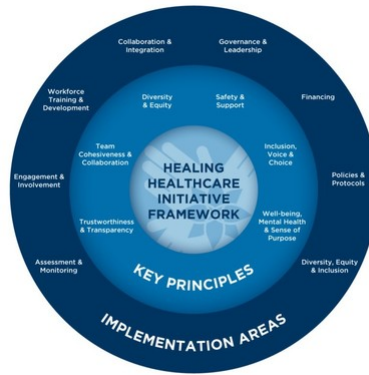 Collaboration &
Integration
Governance &
Leadership
Workforce
Training &
Development
Diversity
& Equity
Safety &
Support
Financing
Team
Cohesiveness &
Collaboration
Inclusion,
Voice &
Choice
HEALING
HEALTHCARE
INITIATIVE
FRAMEWORK
Engagement &
Involvement
Policies &
Protocols
Trustworthiness
& Transparency
Well-being,
Mental Health
& Sense of
Purpose
Assessment &
Monitoring
Diversity, Equity
& Inclusion
KEY PRINCIPLES
IMPLEMENTATION AREAS